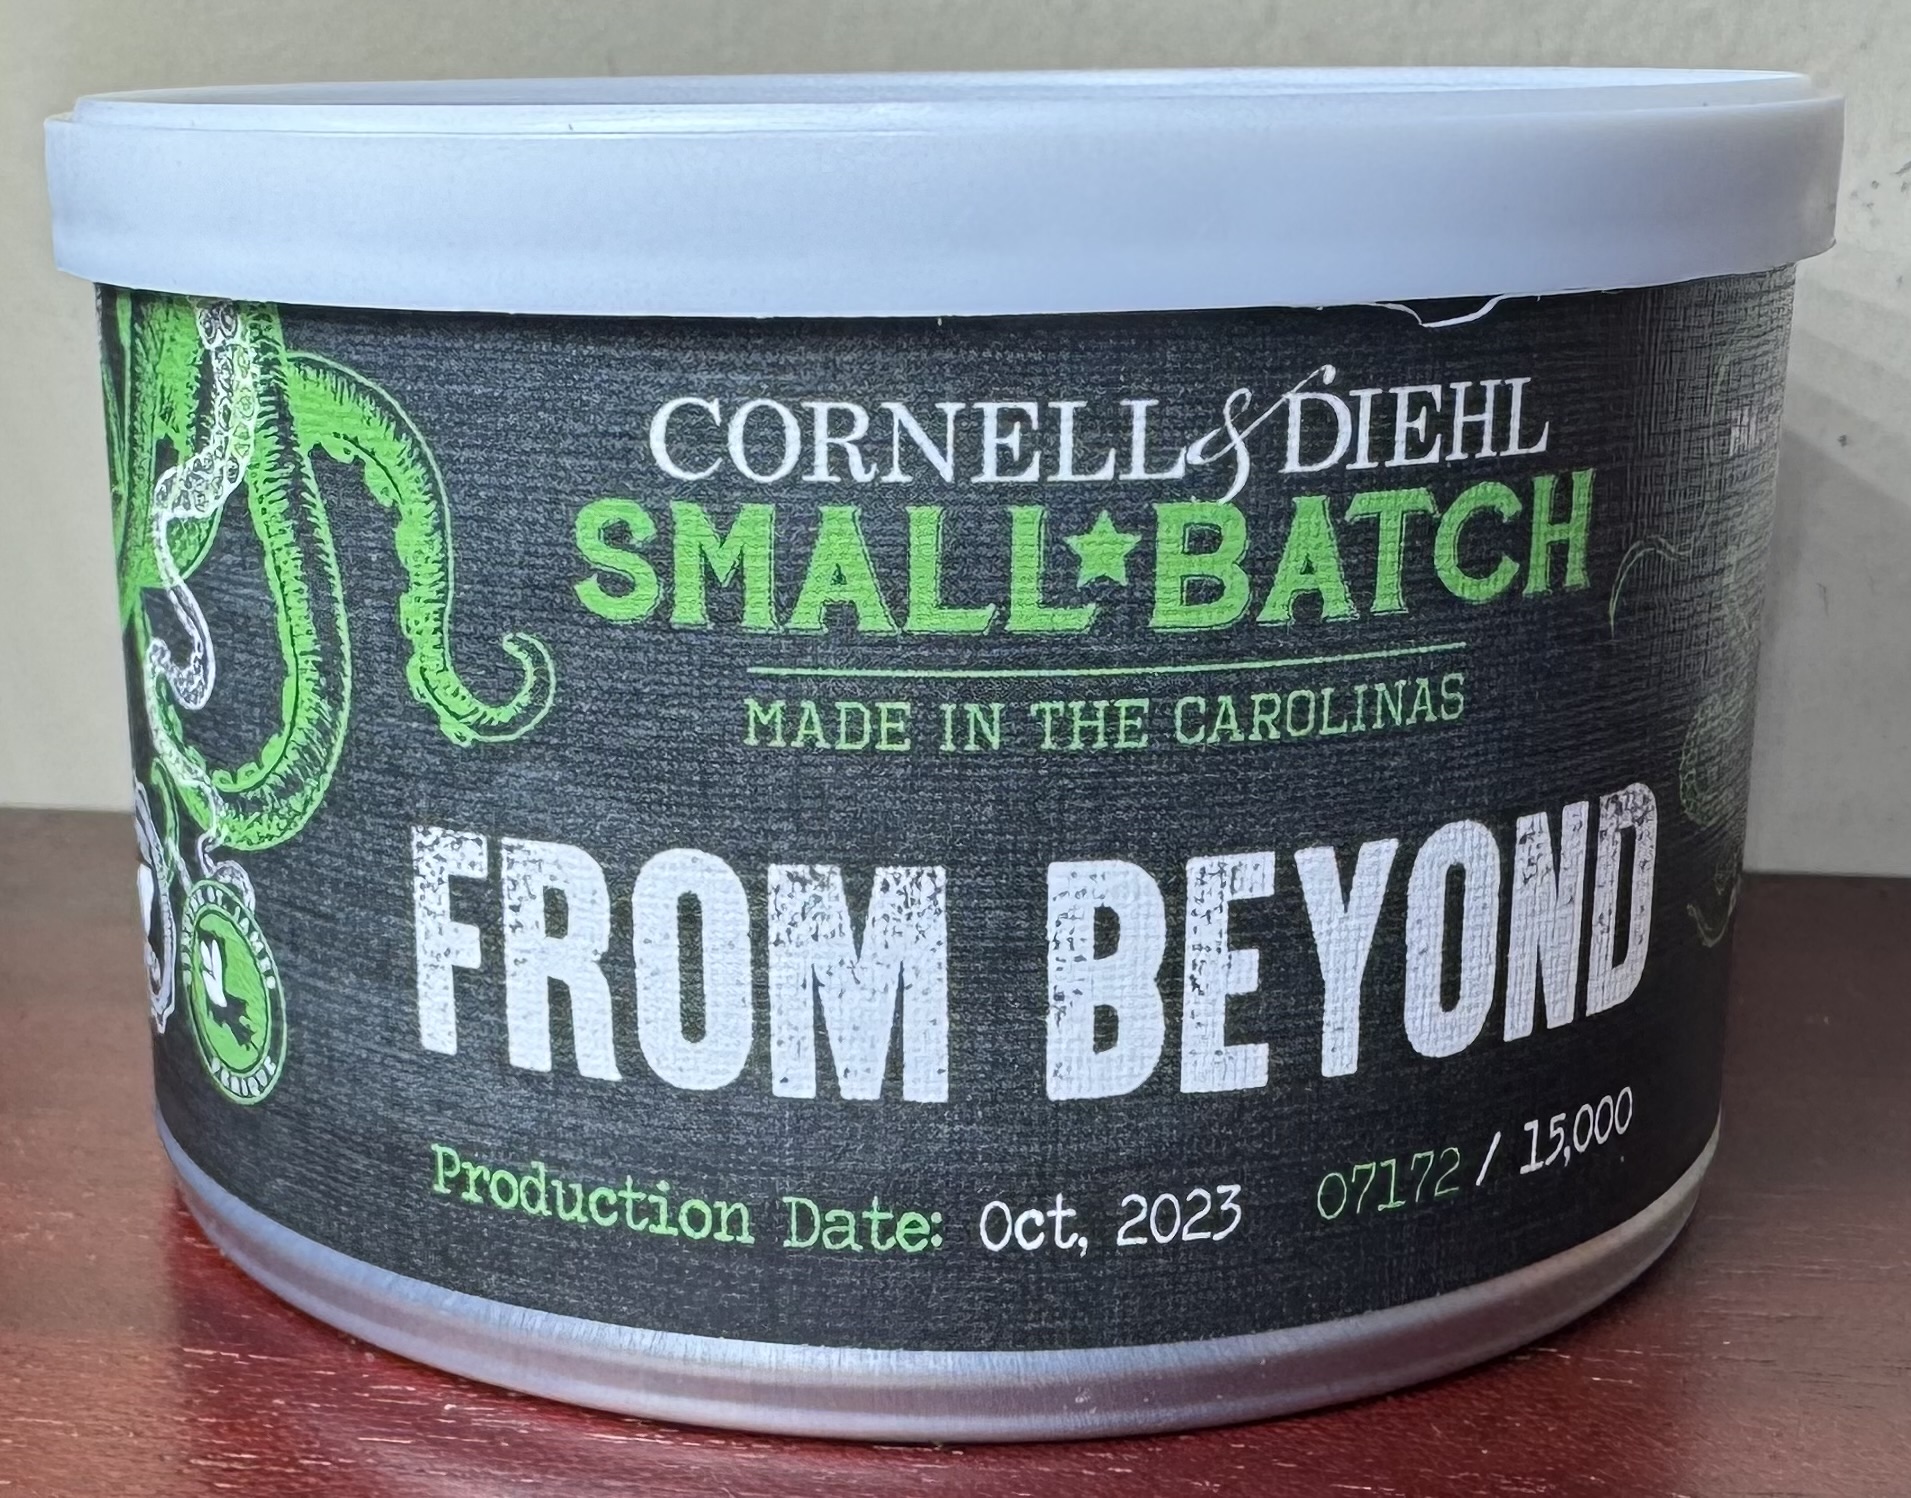 CORNELL & DIEHL
SMALL★BATCH
MADE IN THE CAROLINAS
FROM BEYOND
Production Date: Oct, 2023 07172 / 15,000